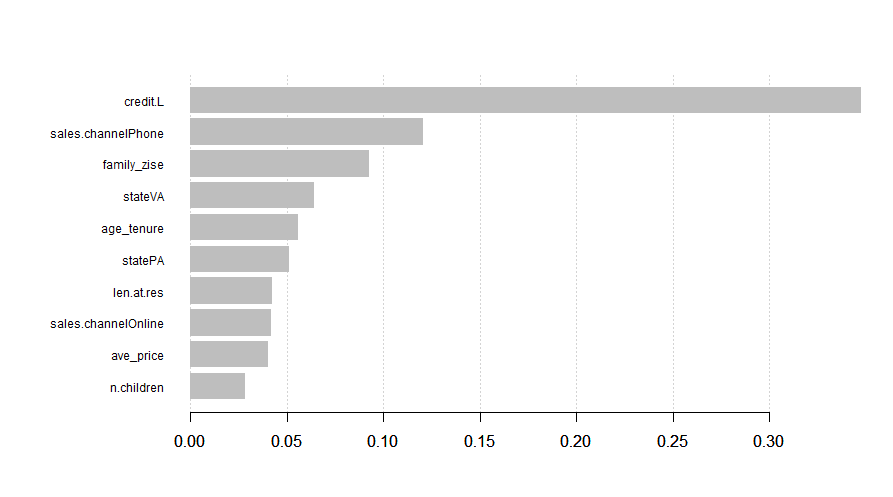 credit.L
sales.channelPhone
family_zise
stateVA
age_tenure
statePA
len.at.res
sales.channelOnline
ave_price
n.children
0.00 0.05 0.10 0.15 0.20 0.25 0.30